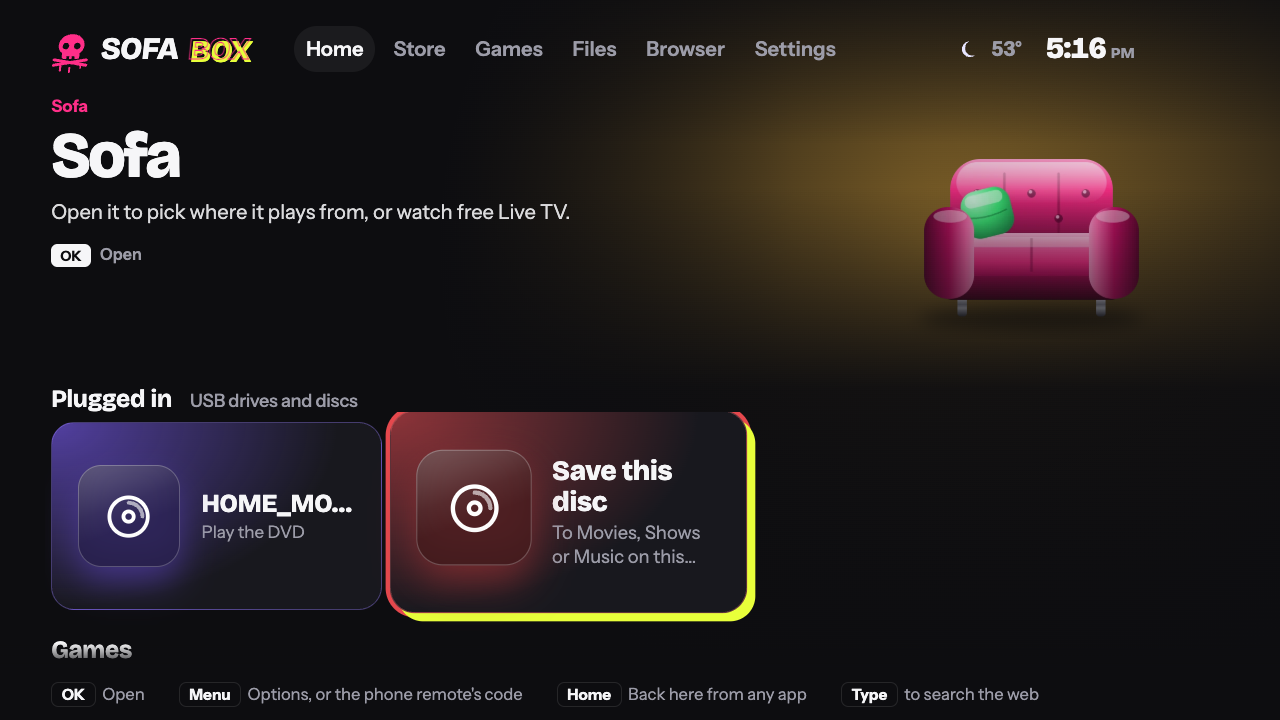 SOFA BOX
Home Store Games Files Browser Settings
53° 5:16 PM
Sofa
Sofa
Open it to pick where it plays from, or watch free Live TV.
OK Open
Plugged in USB drives and discs
HOME_MO...
Play the DVD
Save this
disc
To Movies, Shows
or Music on this...
Games
OK Open Menu Options, or the phone remote's code Home Back here from any app Type to search the web